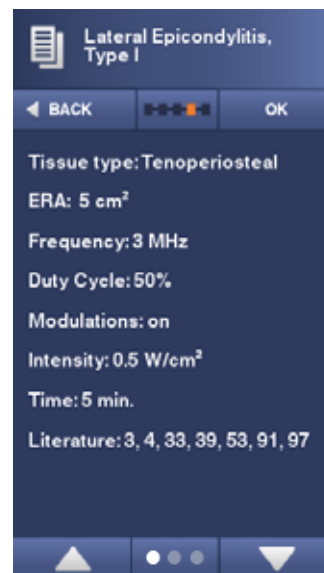 Lateral Epicondylitis,
Type I
BACK
OK
Tissue type: Tenoperiosteal
ERA: 5 cm²
Frequency: 3 MHz
Duty Cycle: 50%
Modulations: on
Intensity: 0.5 W/cm²
Time: 5 min.
Literature: 3, 4, 33, 39, 53, 91, 97